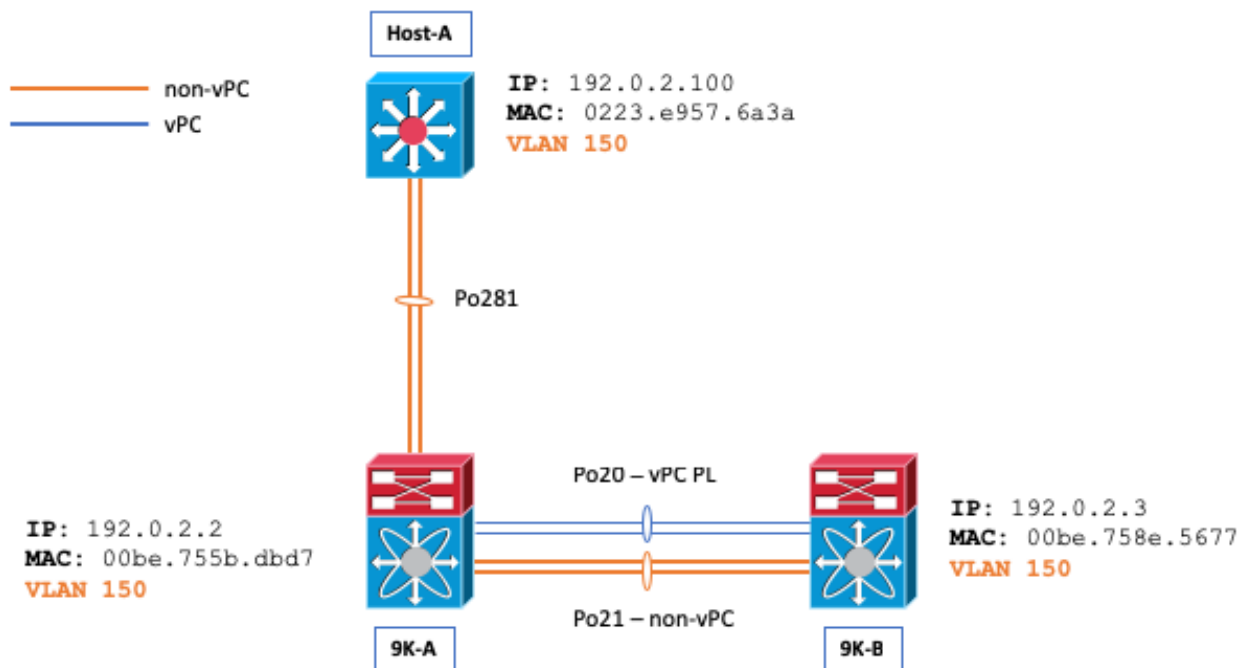 Host-A
non-vPC
vPC
IP: 192.0.2.100
MAC: 0223.e957.6a3a
VLAN 150
Po281
Po20 – vPC PL
IP: 192.0.2.2
MAC: 00be.755b.dbd7
VLAN 150
IP: 192.0.2.3
MAC: 00be.758e.5677
VLAN 150
Po21 – non-vPC
9K-A
9K-B